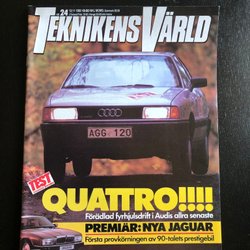 TEKNIKENS VÄRLD
24
AGG 120
TEST
QUATTRO!!!!
Förädlad fyrhjulsdrift i Audis allra senaste
PREMIÄR: NYA JAGUAR
Första provkörningen av 90-talets prestigebil